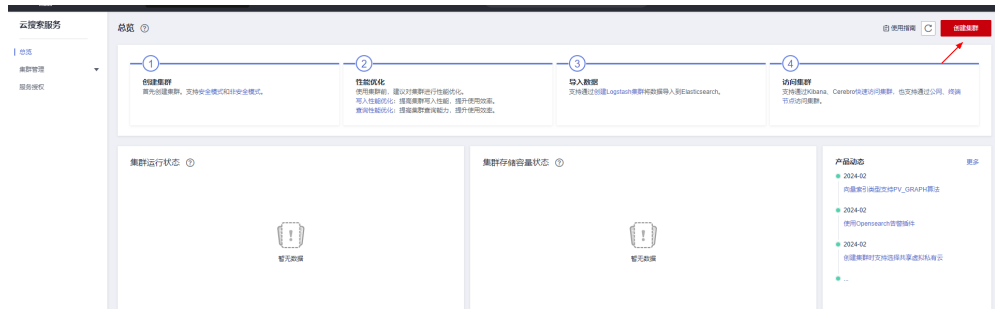 云搜索服务
总览
使用指南
创建集群
总览
集群管理
服务授权
1
创建集群
首先创建集群。支持安全模式和非安全模式。
2
性能优化
使用集群前，建议对集群进行性能优化。
写入性能优化：提高集群写入性能，提升使用效率。
查询性能优化：提高集群查询能力，提升使用效率。
3
导入数据
支持通过创建Logstash集群将数据导入到Elasticsearch。
4
访问集群
支持通过Kibana、Cerebro快速访问集群，也支持通过公网，终端
节点访问集群。
集群运行状态
暂无数据
集群存储容量状态
暂无数据
产品动态
更多
2024-02
向量索引类型支持PV_GRAPH算法
2024-02
使用Opensearch告警插件
2024-02
创建集群时支持选择共享虚拟私有云
...